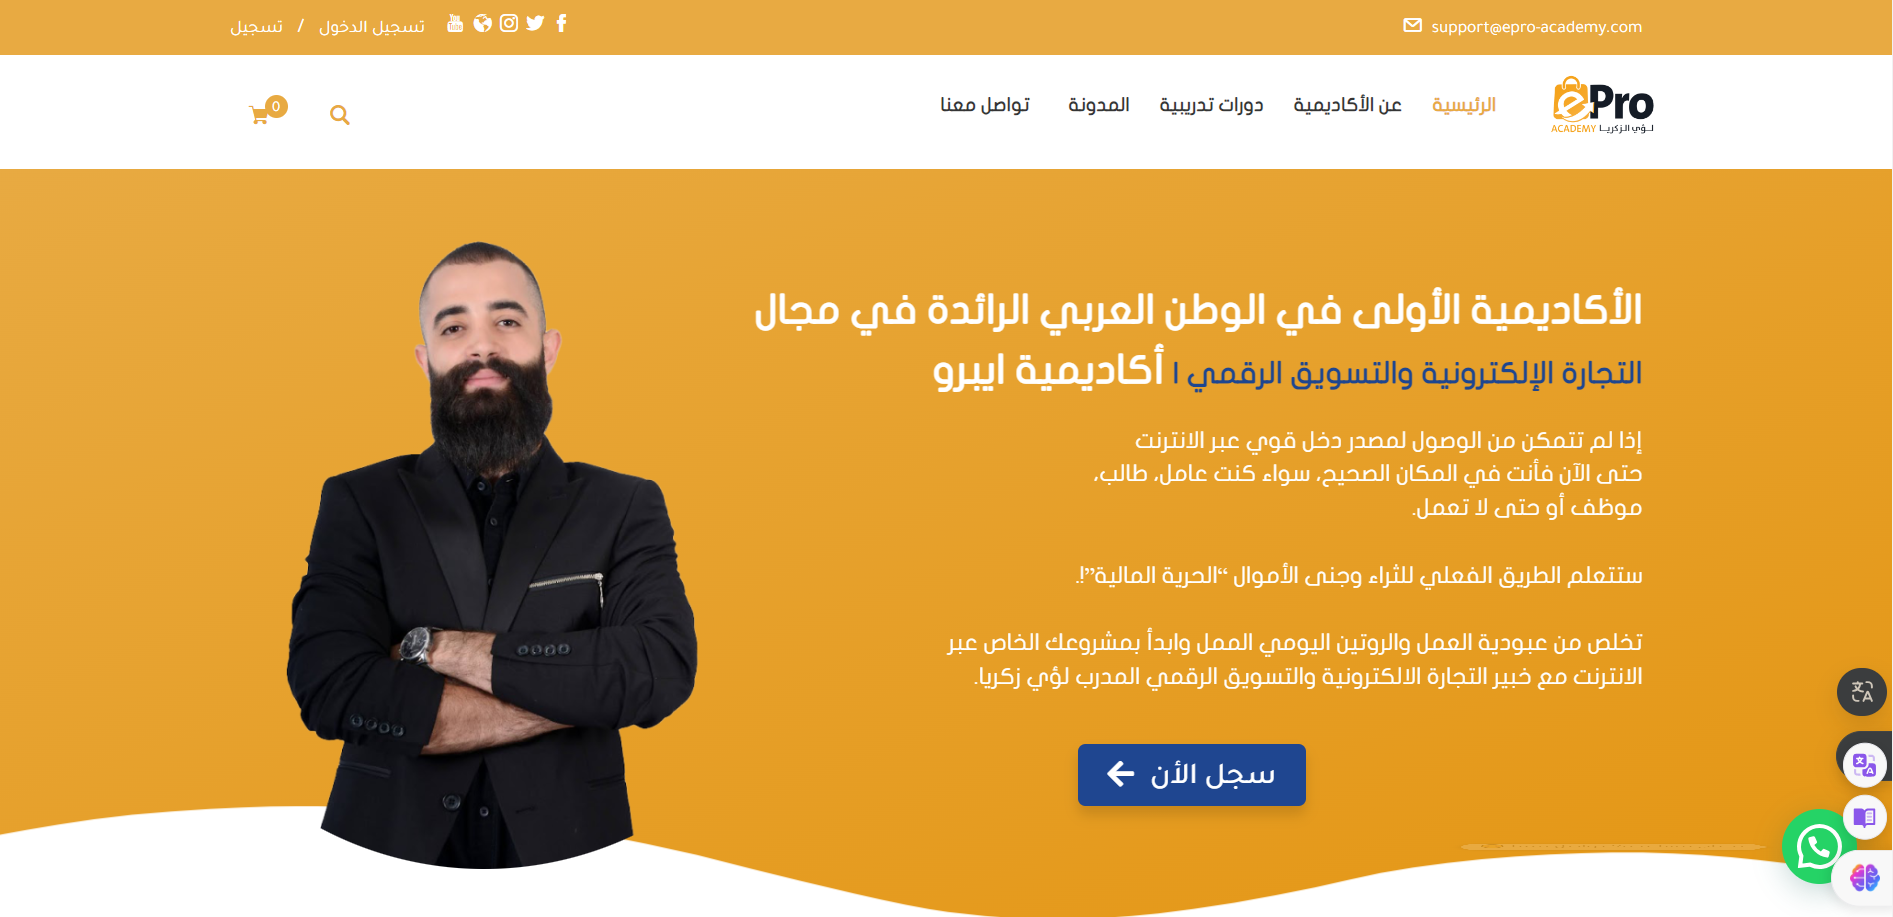 support@epro-academy.com
تسجيل الدخول / تسجيل
ePro
ACADEMY لـؤي الـزكريـا
الرئيسية
عن الأكاديمية
دورات تدريبية
المدونة
تواصل معنا
0
الأكاديمية الأولى في الوطن العربي الرائدة في مجال
التجارة الإلكترونية والتسويق الرقمي | أكاديمية ايبرو
إذا لم تتمكن من الوصول لمصدر دخل قوي عبر الانترنت
حتى الآن فأنت في المكان الصحيح، سواء كنت عامل، طالب،
موظف أو حتى لا تعمل.
ستتعلم الطريق الفعلي للثراء وجنى الأموال “الحرية المالية”!.
تخلص من عبودية العمل والروتين اليومي الممل وابدأ بمشروعك الخاص عبر
الانترنت مع خبير التجارة الالكترونية والتسويق الرقمي المدرب لؤي زكريا.
سجل الأن